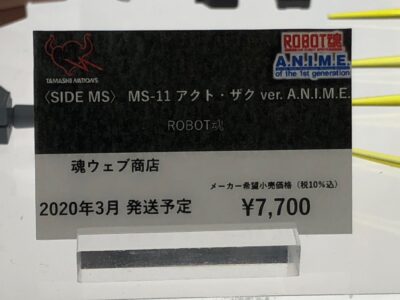 TAMASHII NATIONS
ROBOT魂
A.N.I.M.E.
of the 1st generation
〈SIDE MS〉 MS-11 アクト・ザク ver. A.N.I.M.E.
ROBOT魂
魂ウェブ商店
メーカー希望小売価格（税10%込）
2020年3月 発送予定 ¥7,700